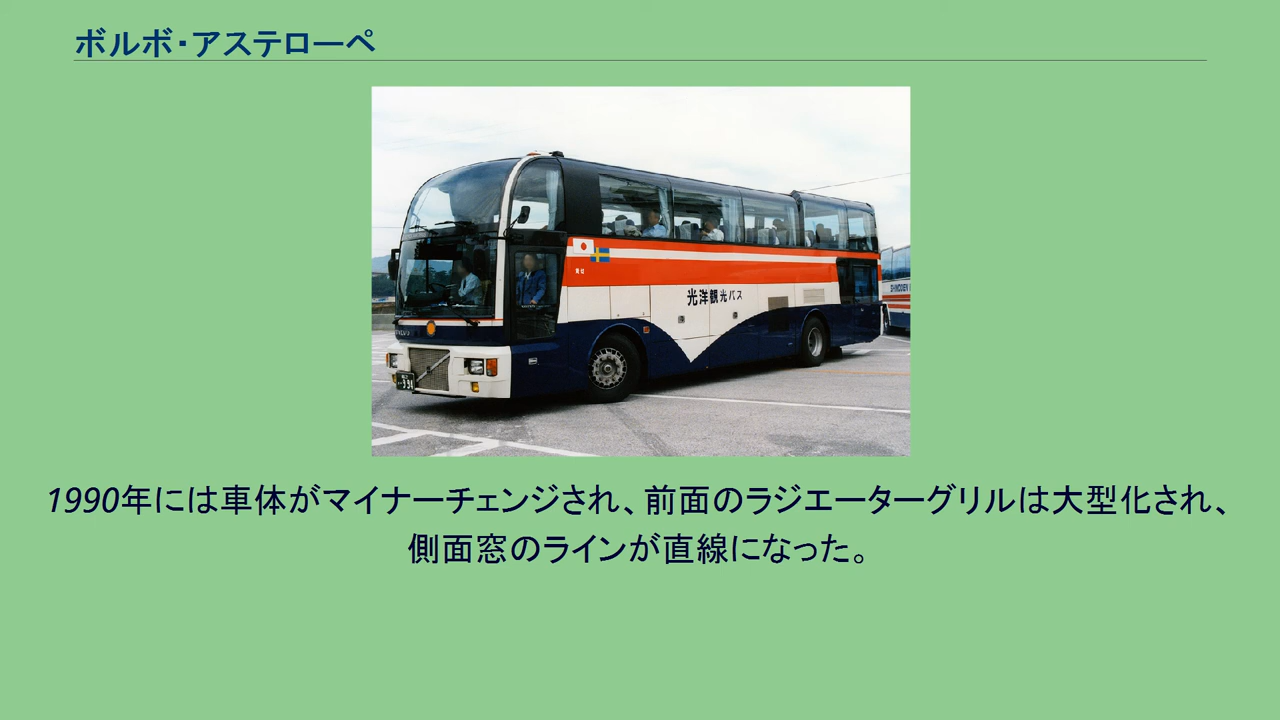 ボルボ・アステローペ
光洋観光バス
1990年には車体がマイナーチェンジされ、前面のラジエーターグリルは大型化され、
側面窓のラインが直線になった。